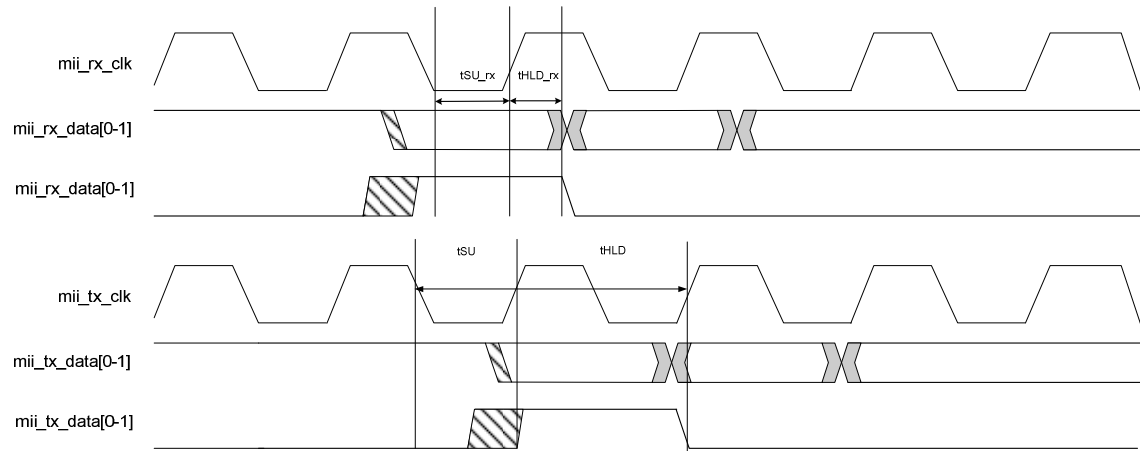 mii_rx_clk
tSU_rx
tHLD_rx
mii_rx_data[0-1]
mii_rx_data[0-1]
tSU
tHLD
mii_tx_clk
mii_tx_data[0-1]
mii_tx_data[0-1]